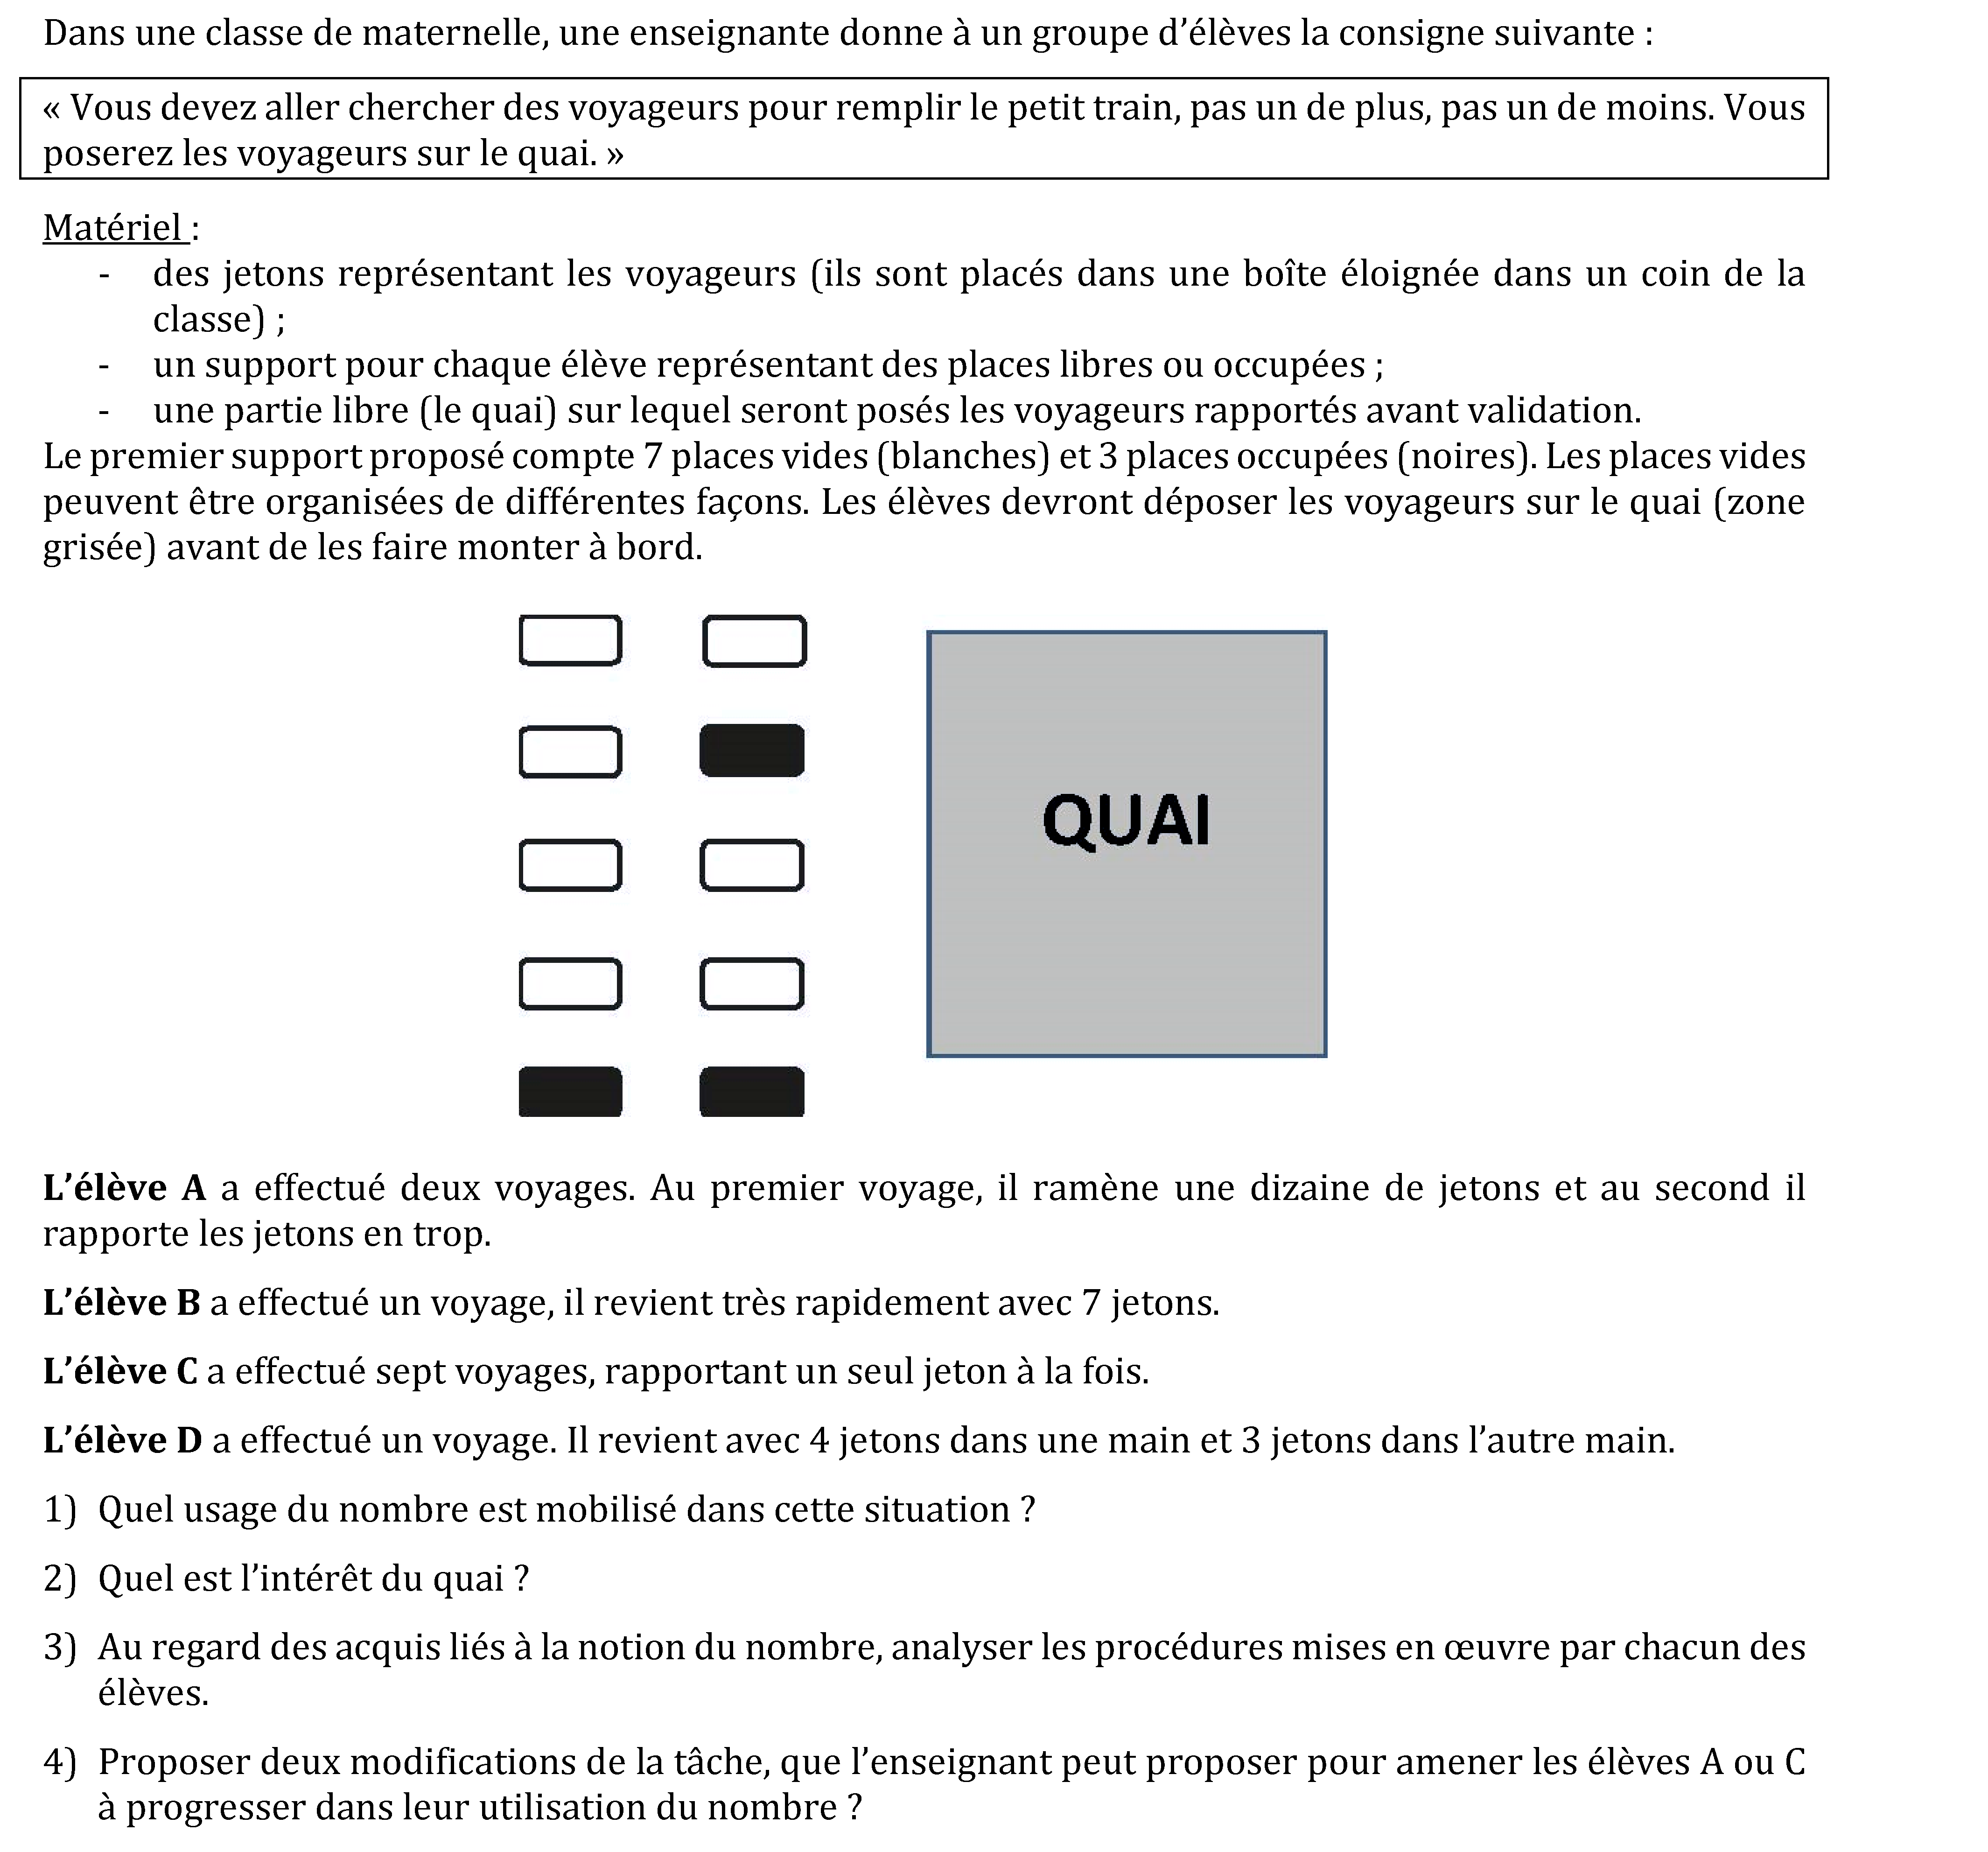 Dans une classe de maternelle, une enseignante donne à un groupe d’élèves la consigne suivante :
« Vous devez aller chercher des voyageurs pour remplir le petit train, pas un de plus, pas un de moins. Vous
poserez les voyageurs sur le quai. »
Matériel :
- des jetons représentant les voyageurs (ils sont placés dans une boîte éloignée dans un coin de la
classe) ;
- un support pour chaque élève représentant des places libres ou occupées ;
- une partie libre (le quai) sur lequel seront posés les voyageurs rapportés avant validation.
Le premier support proposé compte 7 places vides (blanches) et 3 places occupées (noires). Les places vides
peuvent être organisées de différentes façons. Les élèves devront déposer les voyageurs sur le quai (zone
grisée) avant de les faire monter à bord.
QUAI
L’élève A a effectué deux voyages. Au premier voyage, il ramène une dizaine de jetons et au second il
rapporte les jetons en trop.
L’élève B a effectué un voyage, il revient très rapidement avec 7 jetons.
L’élève C a effectué sept voyages, rapportant un seul jeton à la fois.
L’élève D a effectué un voyage. Il revient avec 4 jetons dans une main et 3 jetons dans l’autre main.
1) Quel usage du nombre est mobilisé dans cette situation ?
2) Quel est l’intérêt du quai ?
3) Au regard des acquis liés à la notion du nombre, analyser les procédures mises en œuvre par chacun des
élèves.
4) Proposer deux modifications de la tâche, que l’enseignant peut proposer pour amener les élèves A ou C
à progresser dans leur utilisation du nombre ?